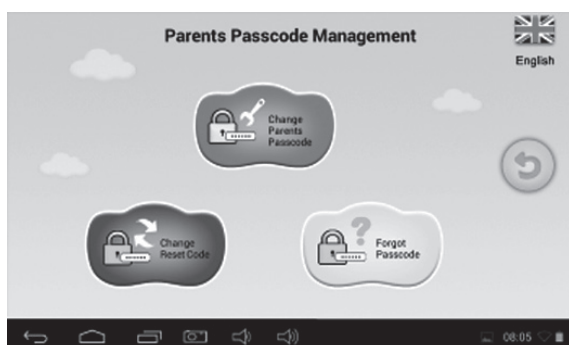 Parents Passcode Management
English
Change
Parents
Passcode
Change
Reset Code
Forgot
Passcode
08:05